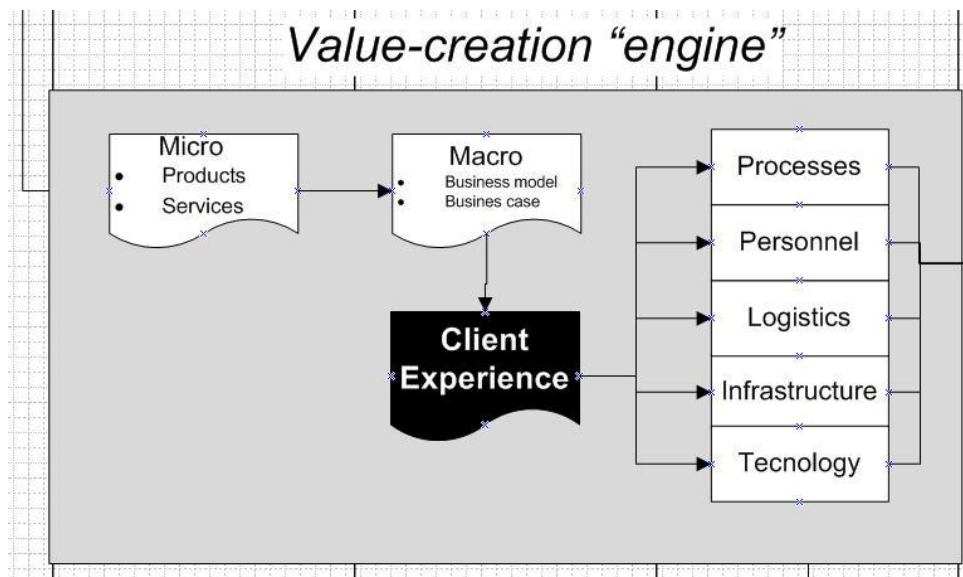 Value-creation “engine”
Micro
• Products
• Services
Macro
• Business model
• Busines case
Client
Experience
Processes
Personnel
Logistics
Infrastructure
Tecnology